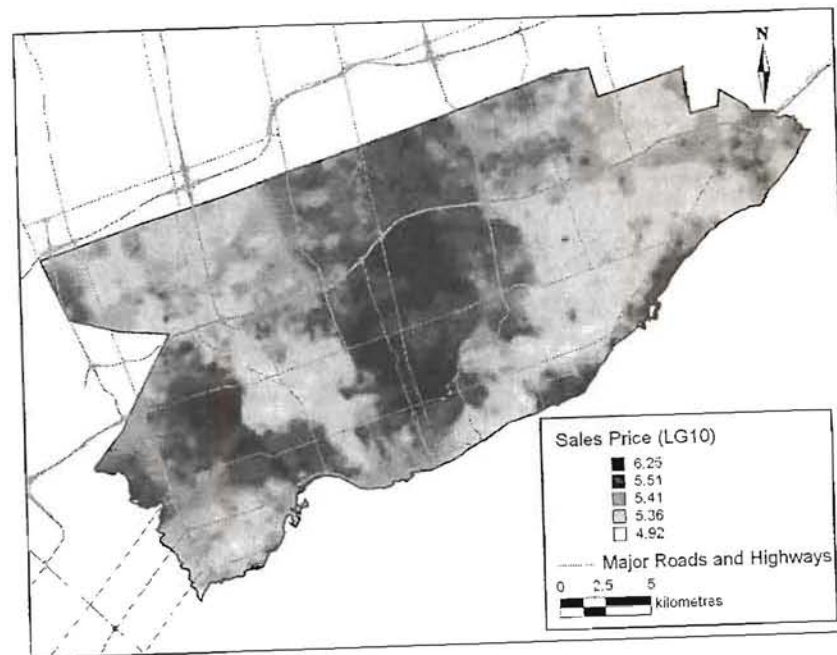 N
Sales Price (LG10)
6.25
5.51
5.41
5.36
4.92
Major Roads and Highways
0 2.5 5
kilometres